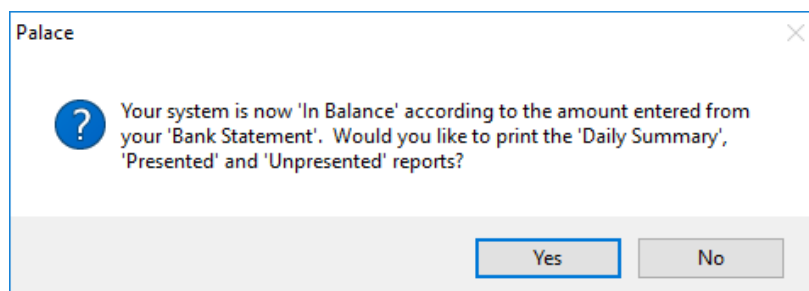 Palace
?
Your system is now 'In Balance' according to the amount entered from
your 'Bank Statement'.  Would you like to print the 'Daily Summary',
'Presented' and 'Unpresented' reports?
Yes No